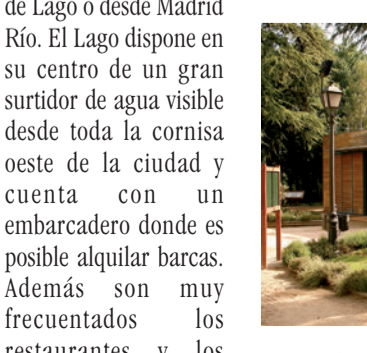 de Lago o desde Madrid
Río. El Lago dispone en
su centro de un gran
surtidor de agua visible
desde toda la cornisa
oeste de la ciudad y
cuenta con un
embarcadero donde es
posible alquilar barcas.
Además son muy
frecuentados los
restaurantes y los